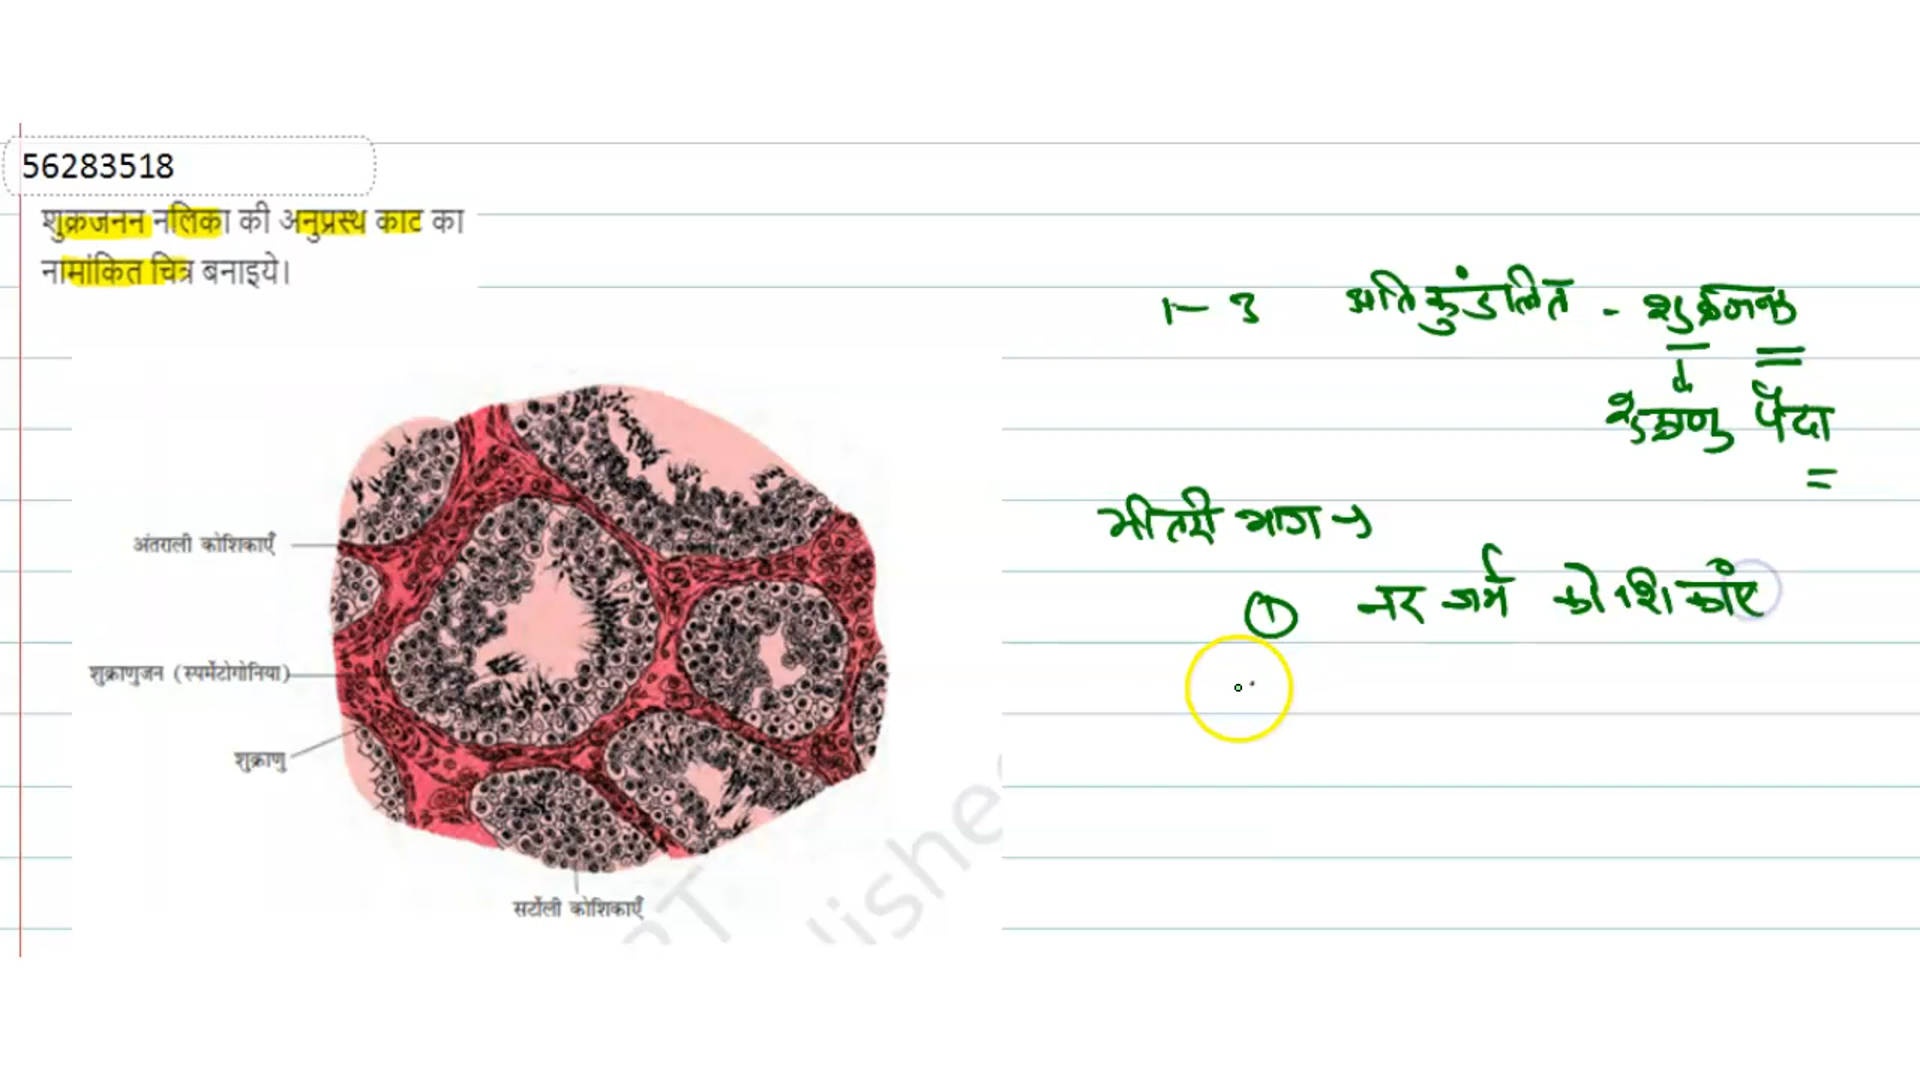 56283518
शुक्रजनन नलिका की अनुप्रस्थ काट का
नामांकित चित्र बनाइये।
अंतराली कोशिकाएँ
शुक्राणुजन (स्पर्मेटोगोनिया)
शुक्राणु
सर्टोली कोशिकाएँ
1-3 अतिकुंडलित - शुक्रजनक
शुक्राणु पैदा
भीतरी भाग →
① नर जर्म कोशिकाएं